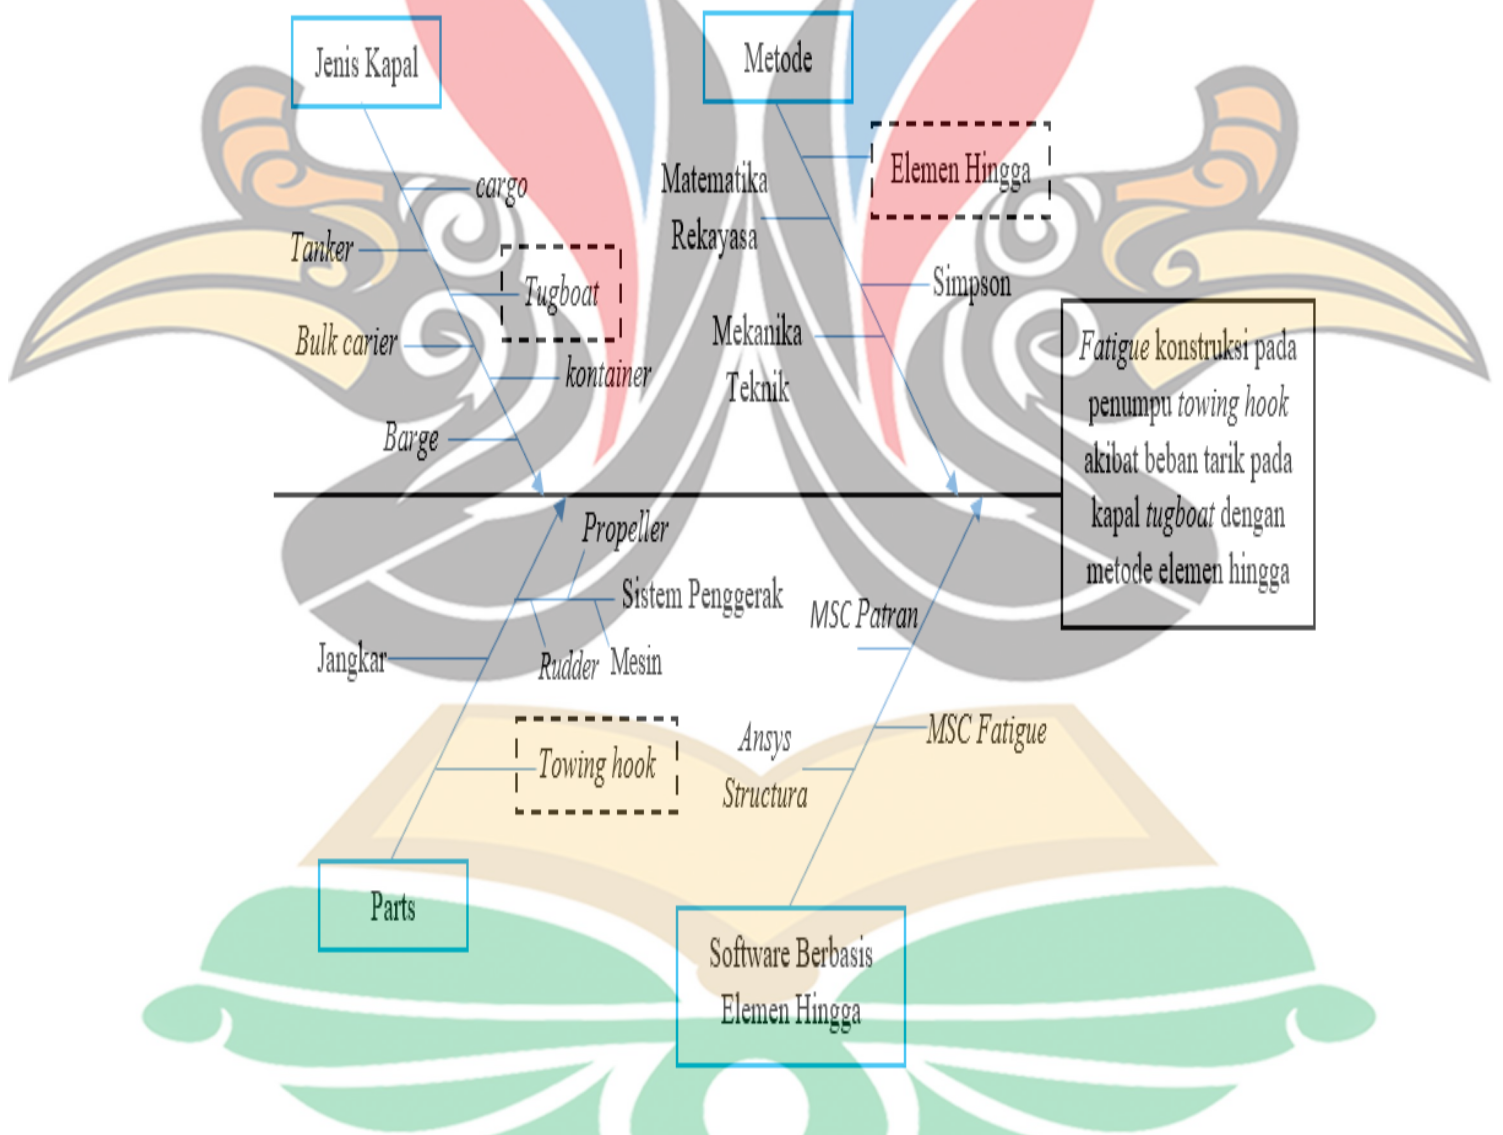 Jenis Kapal
Metode
cargo
Tanker
Tugboat
Bulk carier
kontainer
Barge
Elemen Hingga
Matematika
Rekayasa
Simpson
Mekanika
Teknik
Fatigue konstruksi pada
penumpu towing hook
akibat beban tarik pada
kapal tugboat dengan
metode elemen hingga
Propeller
Sistem Penggerak
Jangkar
Rudder
Mesin
Towing hook
Parts
MSC Patran
MSC Fatigue
Ansys
Structura
Software Berbasis
Elemen Hingga